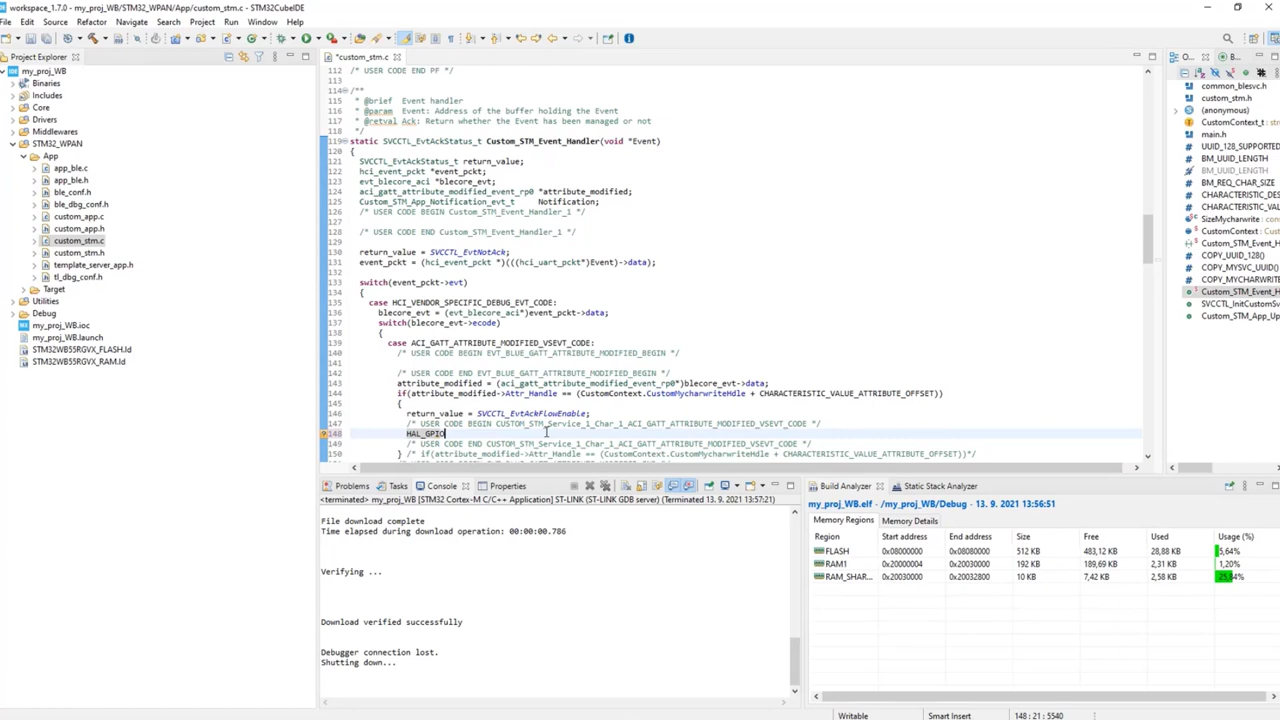 workspace_1.7.0 - my_proj_WB/STM32_WPAN/App/custom_stm.c - STM32CubeIDE
File Edit Source Refactor Navigate Search Project Run Window Help
Project Explorer
my_proj_WB
Binaries
Includes
Core
Drivers
Middlewares
STM32_WPAN
App
app_ble.c
app_ble.h
ble_conf.h
ble_dbg_conf.h
custom_app.c
custom_app.h
custom_stm.c
custom_stm.h
template_server_app.h
tl_dbg_conf.h
Target
Utilities
Debug
my_proj_WB.ioc
my_proj_WB.launch
STM32WB55RGVX_FLASH.ld
STM32WB55RGVX_RAM.ld
*custom_stm.c
112 /* USER CODE END PF */
113
114 /**
115 * @brief Event handler
116 * @param Event: Address of the buffer holding the Event
117 * @retval Ack: Return whether the Event has been managed or not
118 */
119 static SVCCTL_EvtAckStatus_t Custom_STM_Event_Handler(void *Event)
120 {
121 SVCCTL_EvtAckStatus_t return_value;
122 hci_event_pckt *event_pckt;
123 evt_blecore_aci *blecore_evt;
124 aci_gatt_attribute_modified_event_rp0 *attribute_modified;
125 Custom_STM_App_Notification_evt_t Notification;
126 /* USER CODE BEGIN Custom_STM_Event_Handler_1 */
127
128 /* USER CODE END Custom_STM_Event_Handler_1 */
129
130 return_value = SVCCTL_EvtNotAck;
131 event_pckt = (hci_event_pckt *)(((hci_uart_pckt*)Event)->data);
132
133 switch(event_pckt->evt)
134 {
135 case HCI_VENDOR_SPECIFIC_DEBUG_EVT_CODE:
136 blecore_evt = (evt_blecore_aci*)event_pckt->data;
137 switch(blecore_evt->ecode)
138 {
139 case ACI_GATT_ATTRIBUTE_MODIFIED_VSEVT_CODE:
140 /* USER CODE BEGIN EVT_BLUE_GATT_ATTRIBUTE_MODIFIED_BEGIN */
141
142 /* USER CODE END EVT_BLUE_GATT_ATTRIBUTE_MODIFIED_BEGIN */
143 attribute_modified = (aci_gatt_attribute_modified_event_rp0*)blecore_evt->data;
144 if(attribute_modified->Attr_Handle == (CustomContext.CustomMycharwriteHdle + CHARACTERISTIC_VALUE_ATTRIBUTE_OFFSET))
145 {
146 return_value = SVCCTL_EvtAckFlowEnable;
147 /* USER CODE BEGIN CUSTOM_STM_Service_1_Char_1_ACI_GATT_ATTRIBUTE_MODIFIED_VSEVT_CODE */
148 HAL_GPIO
149 /* USER CODE END CUSTOM_STM_Service_1_Char_1_ACI_GATT_ATTRIBUTE_MODIFIED_VSEVT_CODE */
150 } /* if(attribute_modified->Attr_Handle == (CustomContext.CustomMycharwriteHdle + CHARACTERISTIC_VALUE_ATTRIBUTE_OFFSET))*/
O... B...
common_blesvc.h
custom_stm.h
(anonymous)
CustomContext_t
main.h
UUID_128_SUPPORTED
BM_UUID_LENGTH
BM_UUID_LENGTH
BM_REQ_CHAR_SIZE
CHARACTERISTIC_DES
CHARACTERISTIC_VAL
SizeMycharwrite
CustomContext
Custom_STM_Event_H
COPY_UUID_128()
COPY_MYSVC_UUID()
COPY_MYCHARWRITE
Custom_STM_Event_H
SVCCTL_InitCustomSv
Custom_STM_App_Up
Problems Tasks Console Properties
<terminated> my_proj_WB [STM32 Cortex-M C/C++ Application] ST-LINK (ST-LINK GDB server) (Terminated 13. 9. 2021 13:57:21)
File download complete
Time elapsed during download operation: 00:00:00.786
Verifying ...
Download verified successfully
Debugger connection lost.
Shutting down...
Build Analyzer Static Stack Analyzer
my_proj_WB.elf - /my_proj_WB/Debug - 13. 9. 2021 13:56:51
Memory Regions Memory Details
Region Start address End address Size Free Used Usage (%)
FLASH 0x08000000 0x08080000 512 KB 483,12 KB 28,88 KB 5,64%
RAM1 0x20000004 0x20030000 192 KB 189,69 KB 2,31 KB 1,20%
RAM_SHAR... 0x20030000 0x20032800 10 KB 7,42 KB 2,58 KB 25,84%
Writable Smart Insert 148 : 21 : 5540